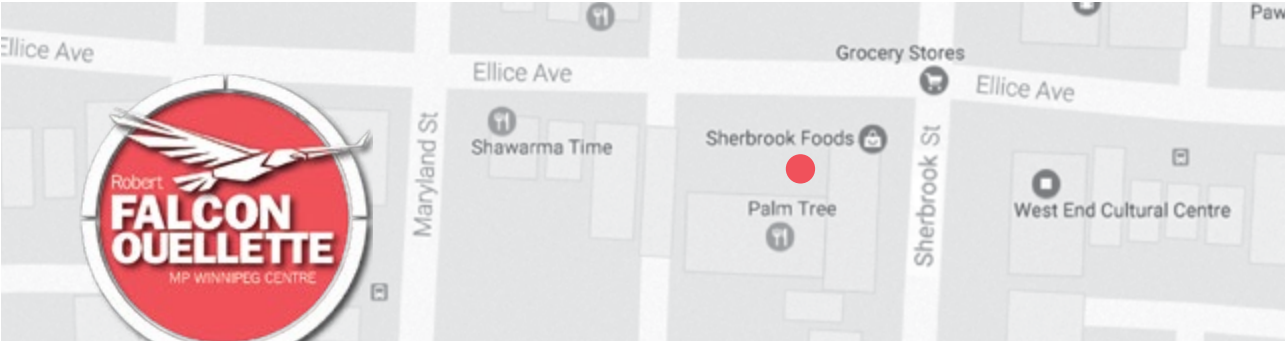 Paw
Grocery Stores
Ellice Ave
Ellice Ave
Ellice Ave
Shawarma Time
Maryland St
Sherbrook Foods
Sherbrook St
Palm Tree
West End Cultural Centre
Robert
FALCON
OUELLETTE
MP WINNIPEG CENTRE